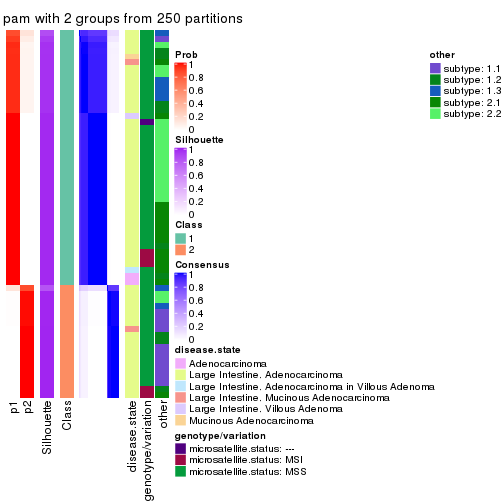 pam with 2 groups from 250 partitions
Prob
1
0.8
0.6
0.4
0.2
0
Silhouette
1
0.8
0.6
0.4
0.2
0
Class
1
2
Consensus
1
0.8
0.6
0.4
0.2
0
disease.state
Adenocarcinoma
Large Intestine. Adenocarcinoma
Large Intestine. Adenocarcinoma in Villous Adenoma
Large Intestine. Mucinous Adenocarcinoma
Large Intestine. Villous Adenoma
Mucinous Adenocarcinoma
genotype/variation
microsatellite.status: ---
microsatellite.status: MSI
microsatellite.status: MSS
other
subtype: 1.1
subtype: 1.2
subtype: 1.3
subtype: 2.1
subtype: 2.2
p1
p2
Silhouette
Class
disease.state
genotype/variation
other